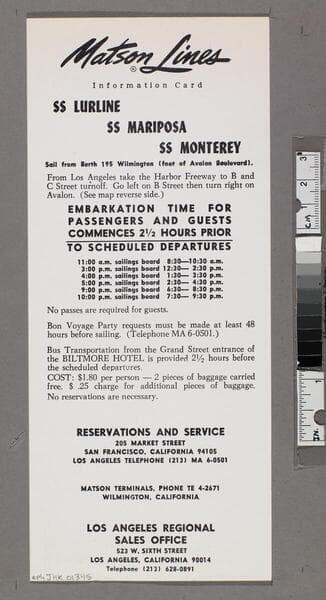 Matson Lines
®
Information Card
SS LURLINE
SS MARIPOSA
SS MONTEREY
Sail from Berth 195 Wilmington (foot of Avalon Boulevard).
From Los Angeles take the Harbor Freeway to B and
C Street turnoff. Go left on B Street then turn right on
Avalon. (See map reverse side.)
EMBARKATION TIME FOR
PASSENGERS AND GUESTS
COMMENCES 2½ HOURS PRIOR
TO SCHEDULED DEPARTURES
11:00 a.m. sailings board 8:30—10:30 a.m.
3:00 p.m. sailings board 12:30— 2:30 p.m.
4:00 p.m. sailings board 1:30— 3:30 p.m.
5:00 p.m. sailings board 2:30— 4:30 p.m.
9:00 p.m. sailings board 6:30— 8:30 p.m.
10:00 p.m. sailings board 7:30— 9:30 p.m.
No passes are required for guests.
Bon Voyage Party requests must be made at least 48
hours before sailing. (Telephone MA 6-0501.)
Bus Transportation from the Grand Street entrance of
the BILTMORE HOTEL is provided 2½ hours before
the scheduled departures.
COST: $1.80 per person — 2 pieces of baggage carried
free. $ .25 charge for additional pieces of baggage.
No reservations are necessary.
RESERVATIONS AND SERVICE
205 MARKET STREET
SAN FRANCISCO, CALIFORNIA 94105
LOS ANGELES TELEPHONE (213) MA 6-0501
MATSON TERMINALS, PHONE TE 4-2671
WILMINGTON, CALIFORNIA
LOS ANGELES REGIONAL
SALES OFFICE
523 W. SIXTH STREET
LOS ANGELES, CALIFORNIA 90014
Telephone (213) 628-0891
3
2
1
cm
1
In.